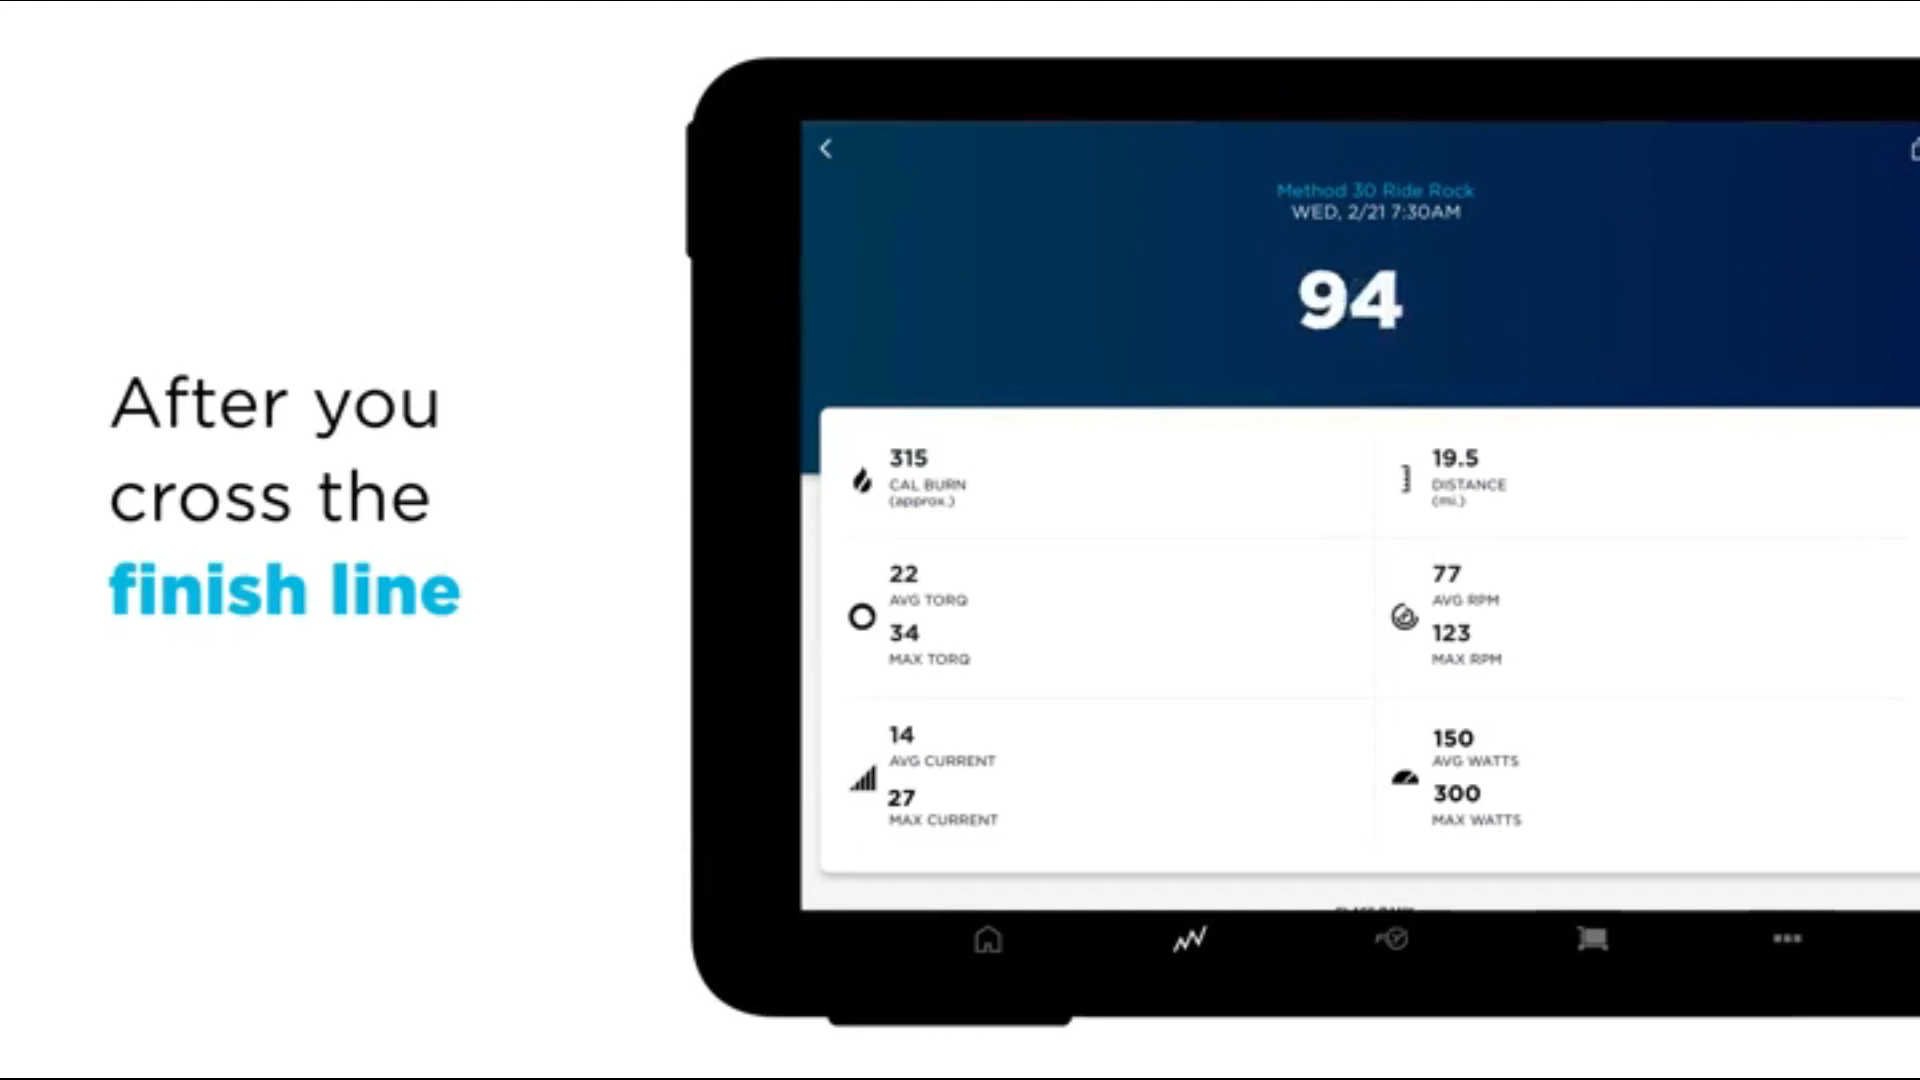 After you
cross the
finish line
Method 30 Ride Rock
WED, 2/21 7:30AM
94
315
CAL BURN
(approx.)
19.5
DISTANCE
(mi.)
22
AVG TORQ
34
MAX TORQ
77
AVG RPM
123
MAX RPM
14
AVG CURRENT
27
MAX CURRENT
150
AVG WATTS
300
MAX WATTS